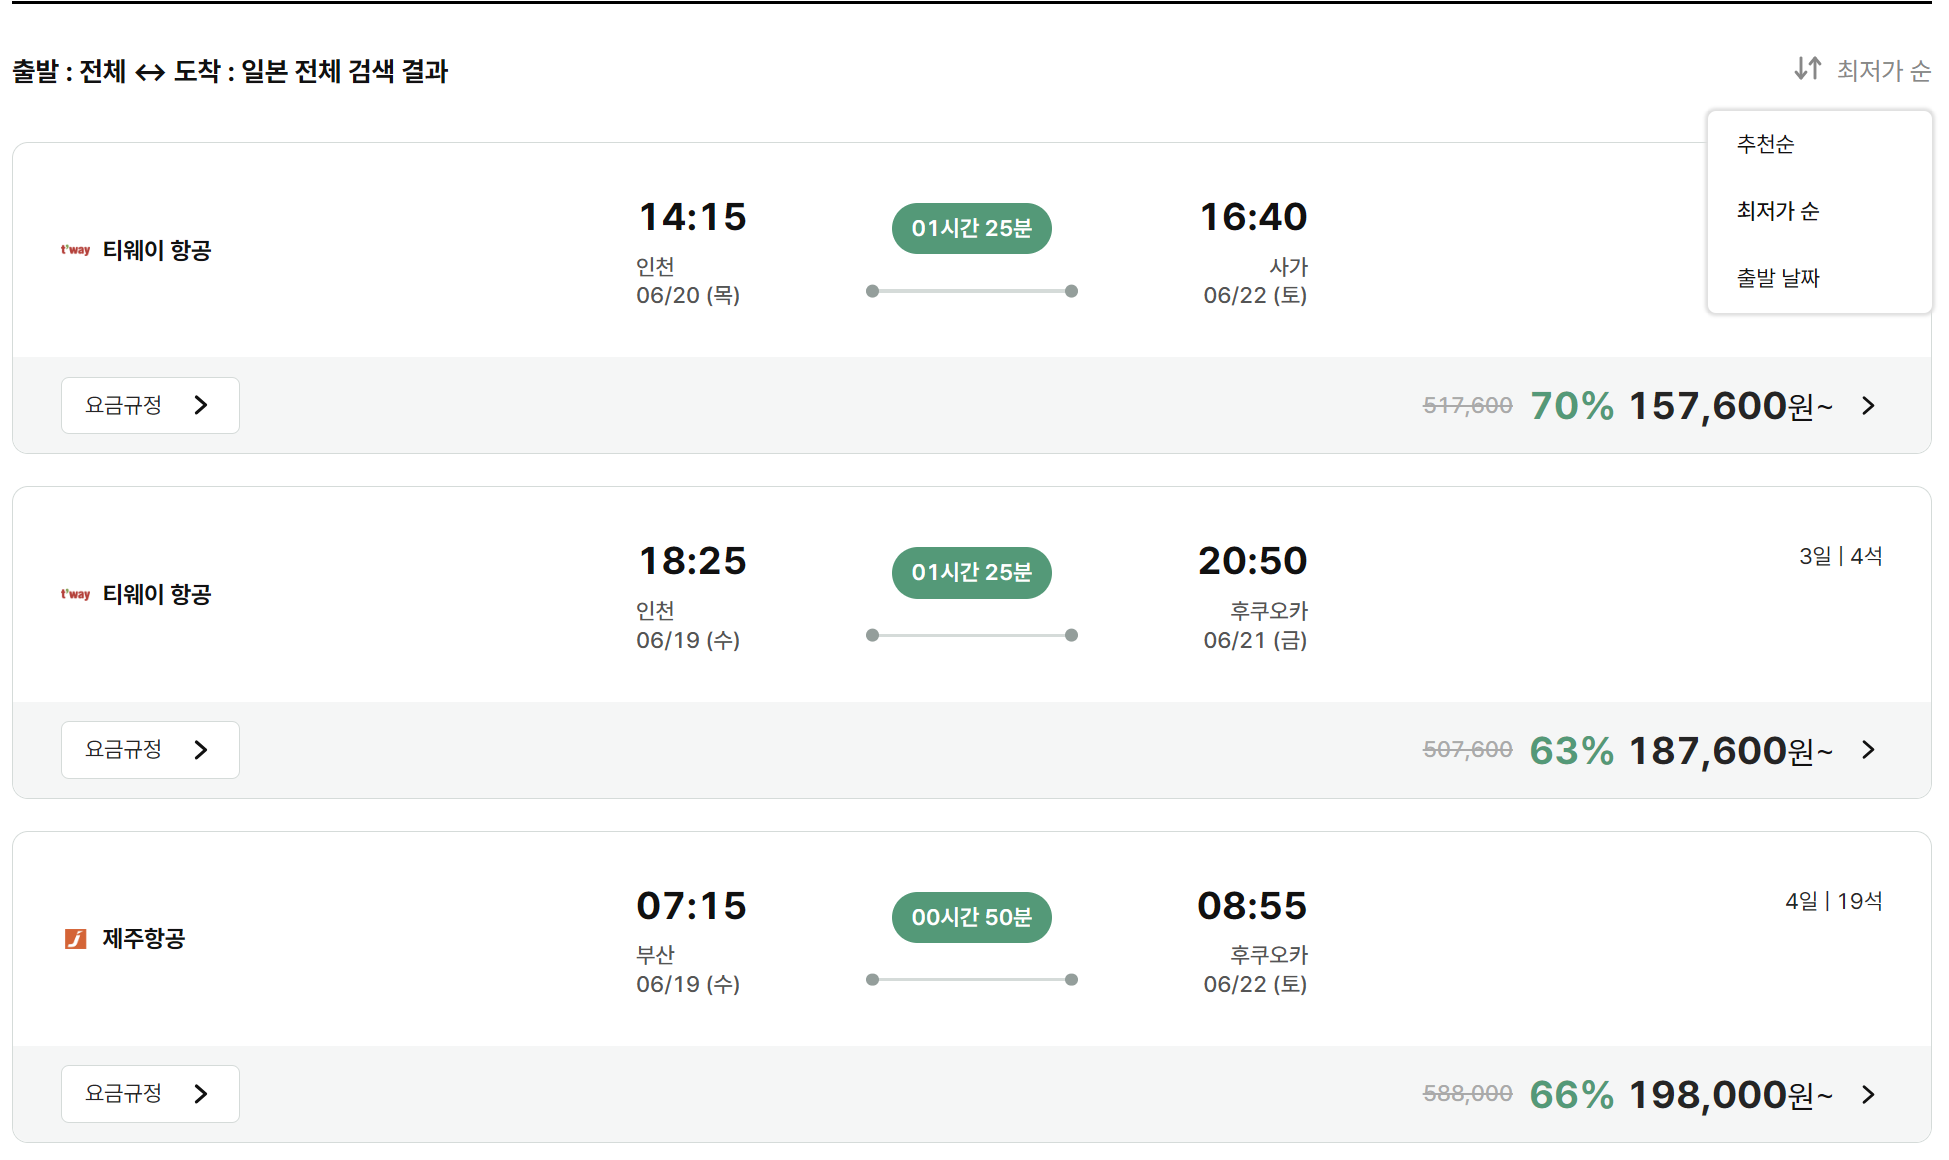 출발 : 전체 ↔ 도착 : 일본 전체 검색 결과
최저가 순
추천순
최저가 순
출발 날짜
t'way 티웨이 항공
14:15
인천
06/20 (목)
01시간 25분
16:40
사가
06/22 (토)
요금규정
517,600 70% 157,600원~
t'way 티웨이 항공
18:25
인천
06/19 (수)
01시간 25분
20:50
후쿠오카
06/21 (금)
3일 | 4석
요금규정
507,600 63% 187,600원~
J 제주항공
07:15
부산
06/19 (수)
00시간 50분
08:55
후쿠오카
06/22 (토)
4일 | 19석
요금규정
588,000 66% 198,000원~